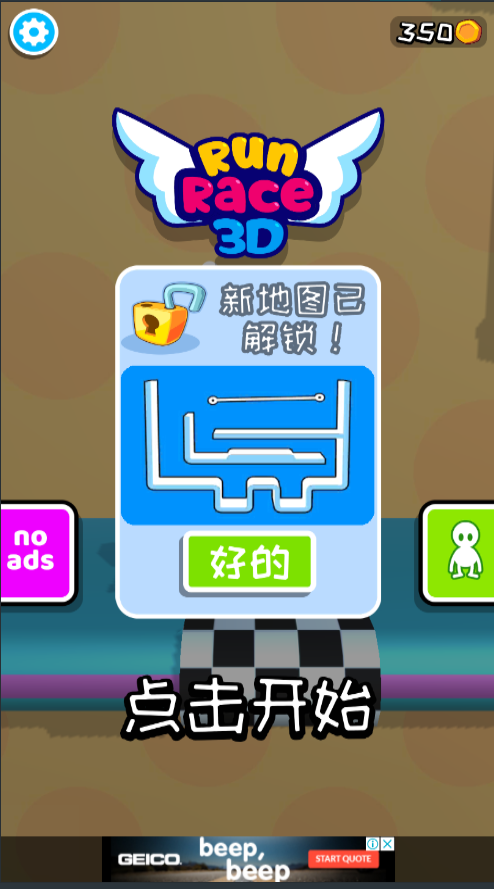 350
Run
Race
3D
新地图已
解锁！
no
ads
好的
点击开始
GEICO.
beep,
beep
START QUOTE